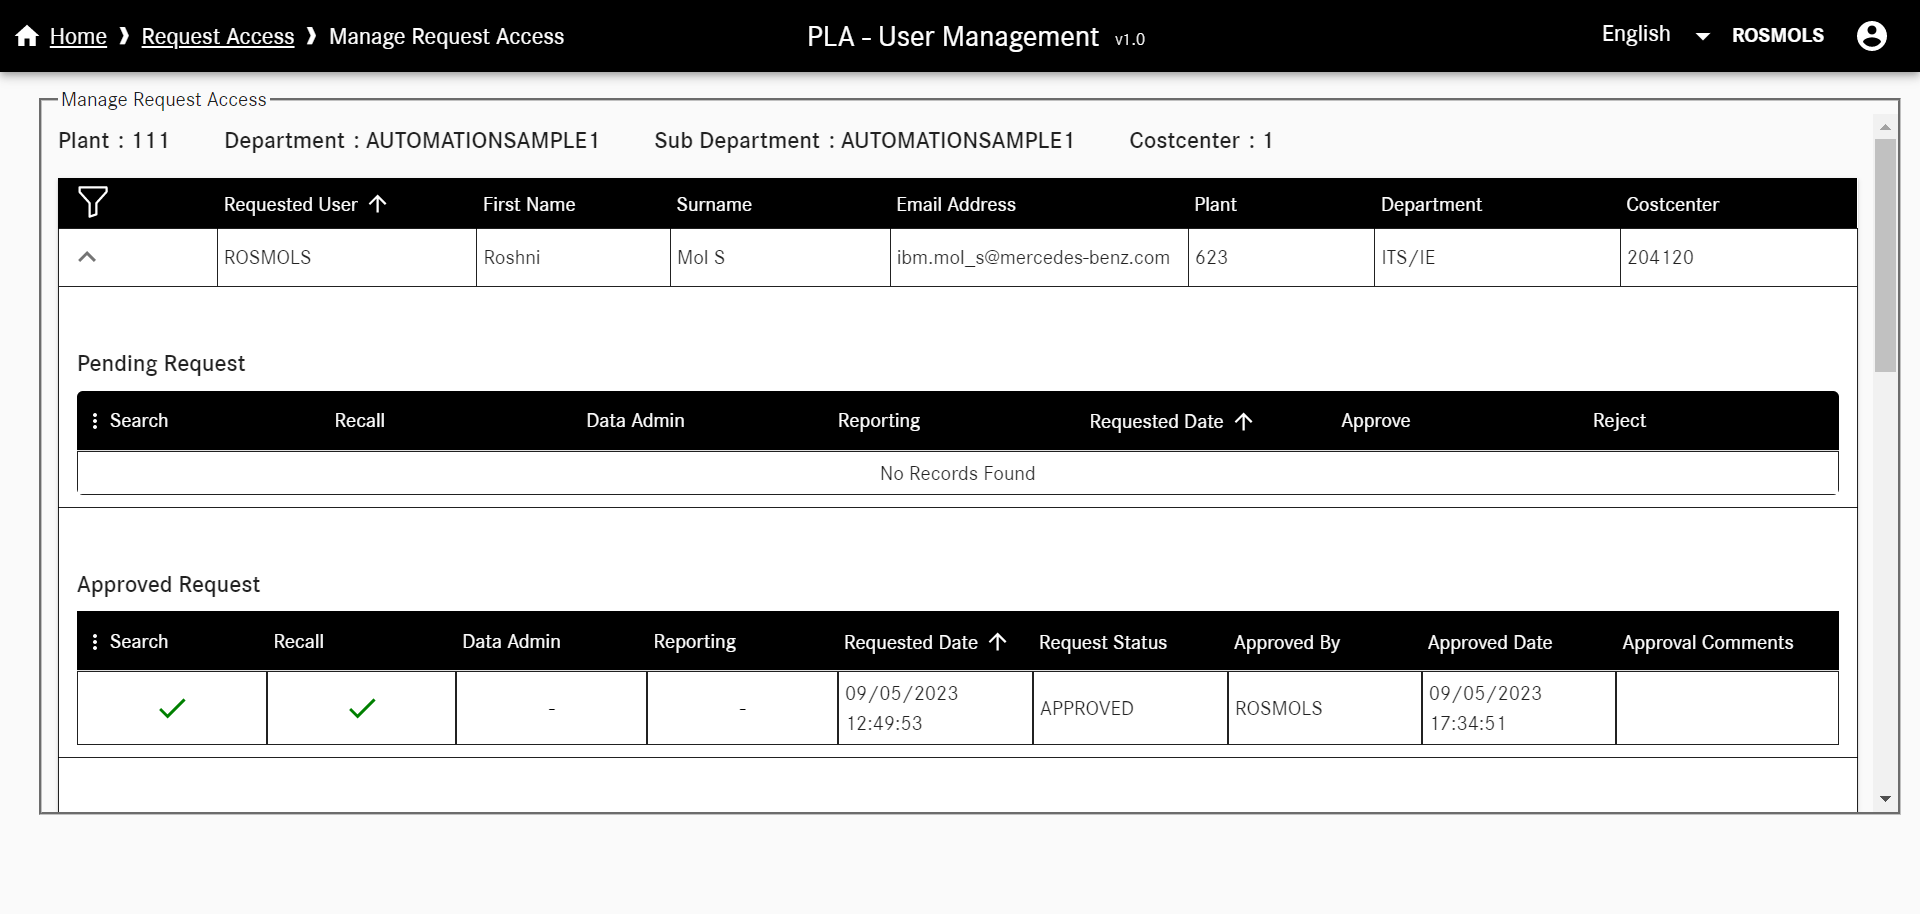 Home ❱ Request Access ❱ Manage Request Access
PLA - User Management v1.0
English ROSMOLS
Manage Request Access
Plant : 111 Department : AUTOMATIONSAMPLE1 Sub Department : AUTOMATIONSAMPLE1 Costcenter : 1
Requested User First Name Surname Email Address Plant Department Costcenter
ROSMOLS Roshni Mol S ibm.mol_s@mercedes-benz.com 623 ITS/IE 204120
Pending Request
Search Recall Data Admin Reporting Requested Date Approve Reject
No Records Found
Approved Request
Search Recall Data Admin Reporting Requested Date Request Status Approved By Approved Date Approval Comments
- - 09/05/2023 12:49:53 APPROVED ROSMOLS 09/05/2023 17:34:51